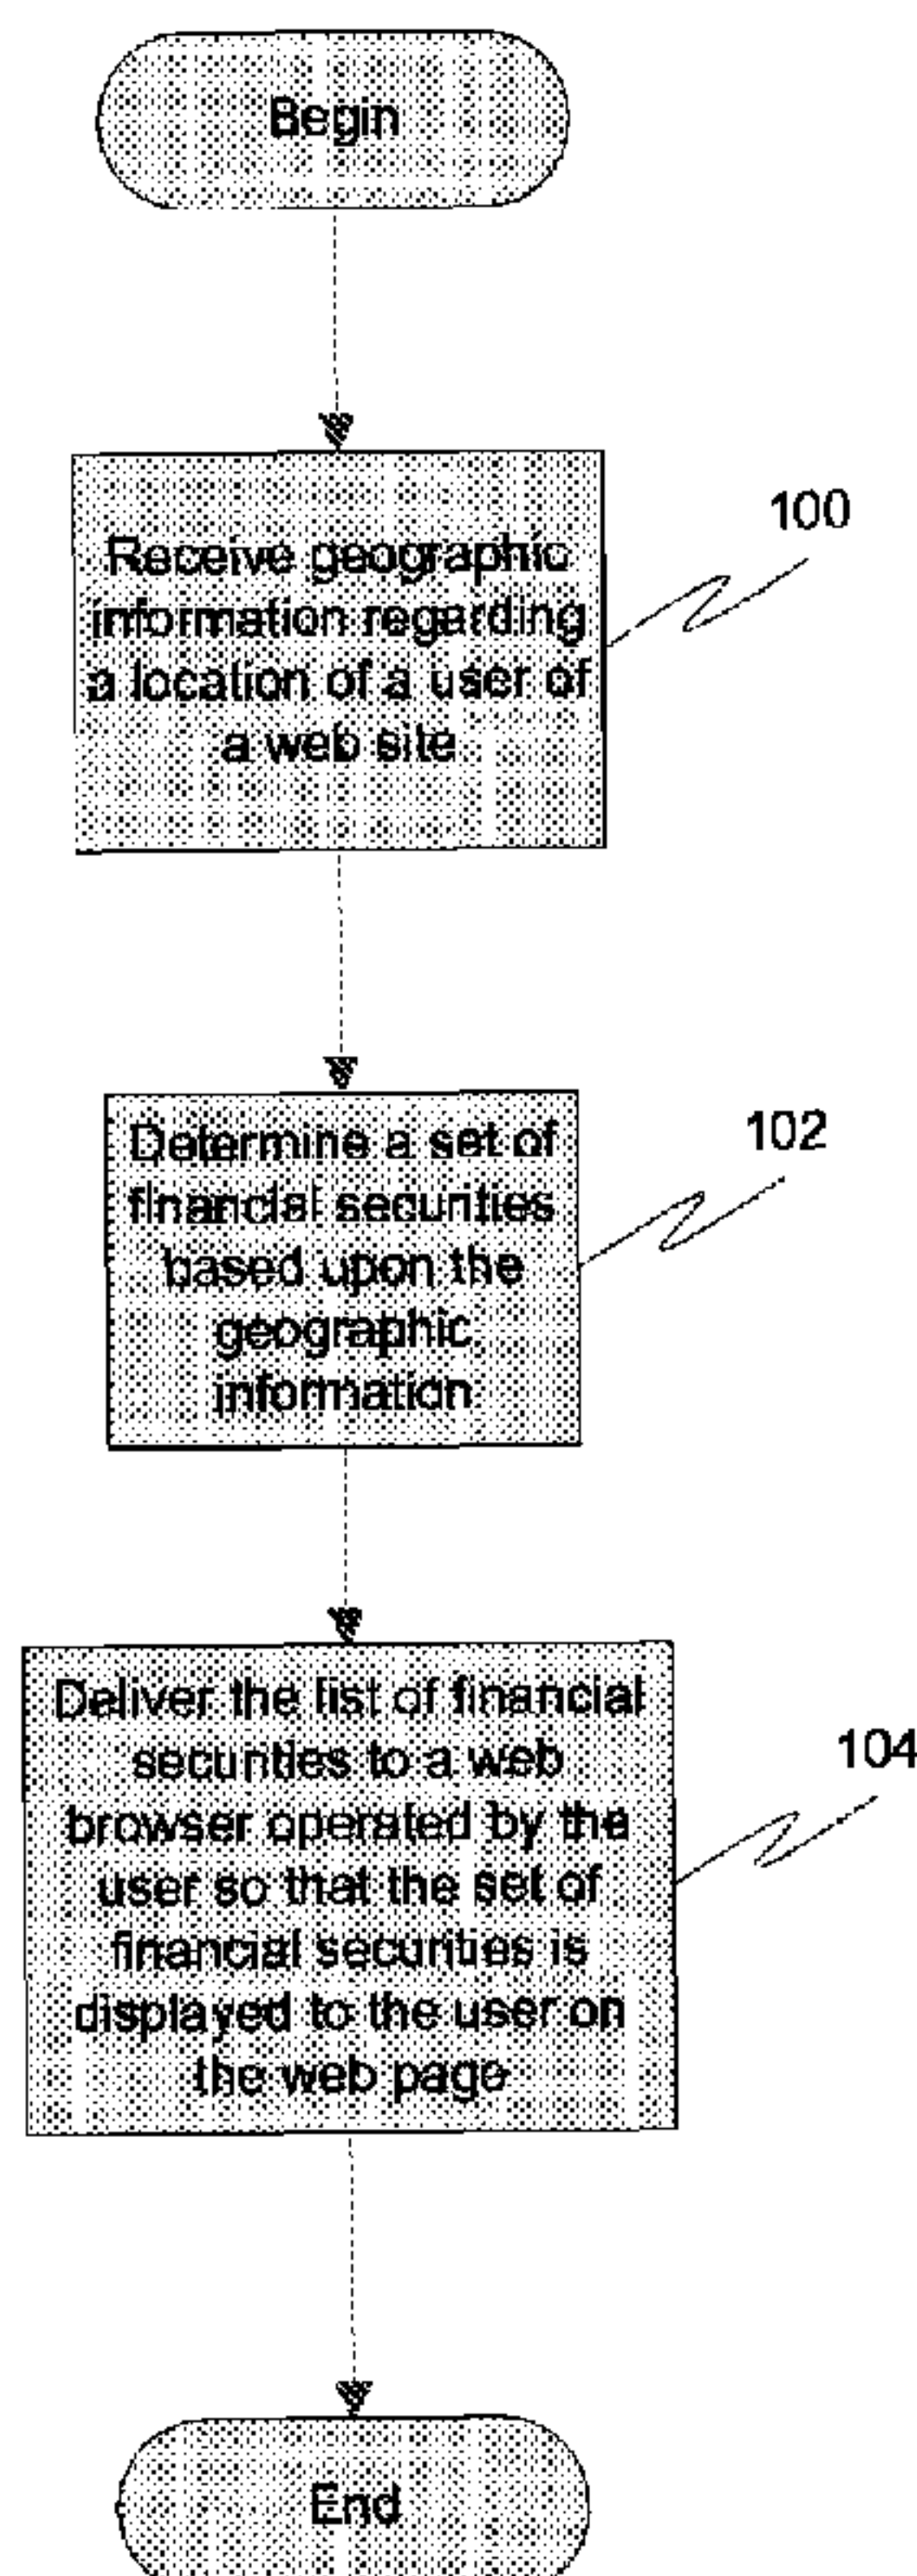 Begin
100
Receive geographic
information regarding
a location of a user of
a web site
102
Determine a set of
financial securities
based upon the
geographic
information
104
Deliver the list of financial
securities to a web
browser operated by the
user so that the set of
financial securities is
displayed to the user on
the web page
End